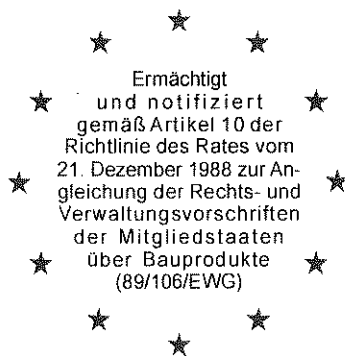 Ermächtigt
und notifiziert
gemäß Artikel 10 der
Richtlinie des Rates vom
21. Dezember 1988 zur An-
gleichung der Rechts- und
Verwaltungsvorschriften
der Mitgliedstaaten
über Bauprodukte
(89/106/EWG)